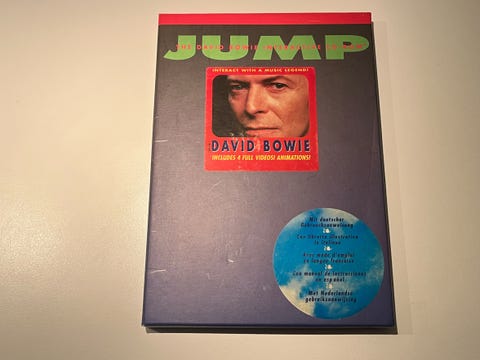 THE DAVID BOWIE INTERACTIVE CD-ROM
JUMP
INTERACT WITH A MUSIC LEGEND!
DAVID BOWIE
INCLUDES 4 FULL VIDEOS! ANIMATIONS!
Mit deutscher
Gebrauchsanweisung
Con libretto illustrativo
in italiano
Avec mode d'emploi
en langue française
Con manual de instrucciones
en español
Met Nederlandse
gebruiksaanwijzing